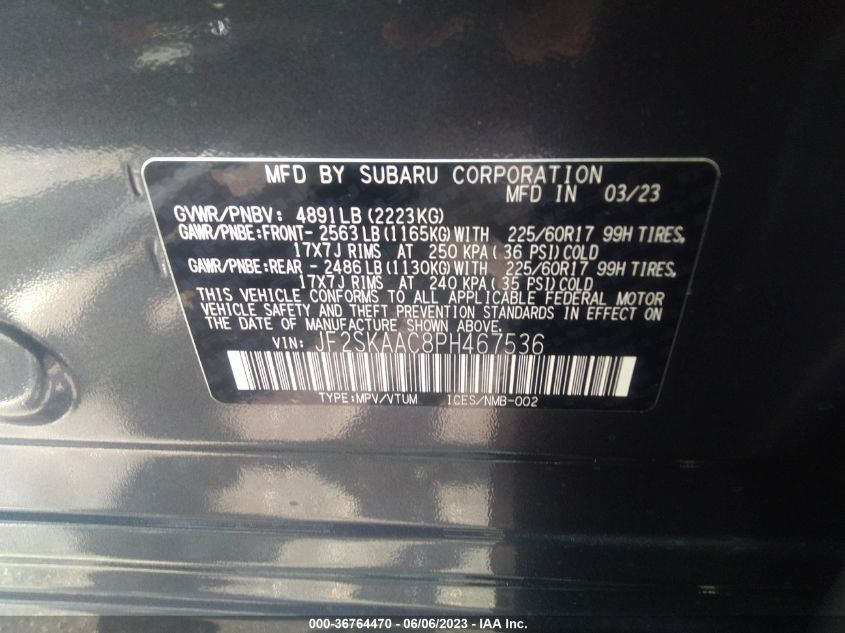 MFD BY SUBARU CORPORATION
MFD IN 03/23
GVWR/PNBV: 4891LB (2223KG)
GAWR/PNBE:FRONT- 2563LB (1165KG) WITH 225/60R17 99H TIRES,
17X7J RIMS AT 250 KPA( 36 PSI) COLD
GAWR/PNBE:REAR - 2486LB (1130KG) WITH 225/60R17 99H TIRES,
17X7J RIMS AT 240 KPA( 35 PSI) COLD
THIS VEHICLE CONFORMS TO ALL APPLICABLE FEDERAL MOTOR
VEHICLE SAFETY AND THEFT PREVENTION STANDARDS IN EFFECT ON
THE DATE OF MANUFACTURE SHOWN ABOVE.
VIN: JF2SKAAC8PH467536
TYPE:MPV/VTUM ICES/NMB-002
000-36764470 - 06/06/2023 - IAA Inc.